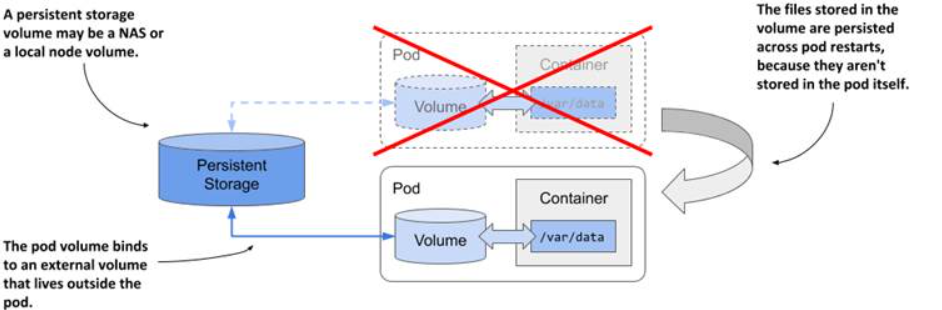 A persistent storage
volume may be a NAS or
a local node volume.
The files stored in the
volume are persisted
across pod restarts,
because they aren't
stored in the pod itself.
Pod
Container
Volume
/var/data
Persistent
Storage
Pod
Container
Volume
/var/data
The pod volume binds
to an external volume
that lives outside the
pod.